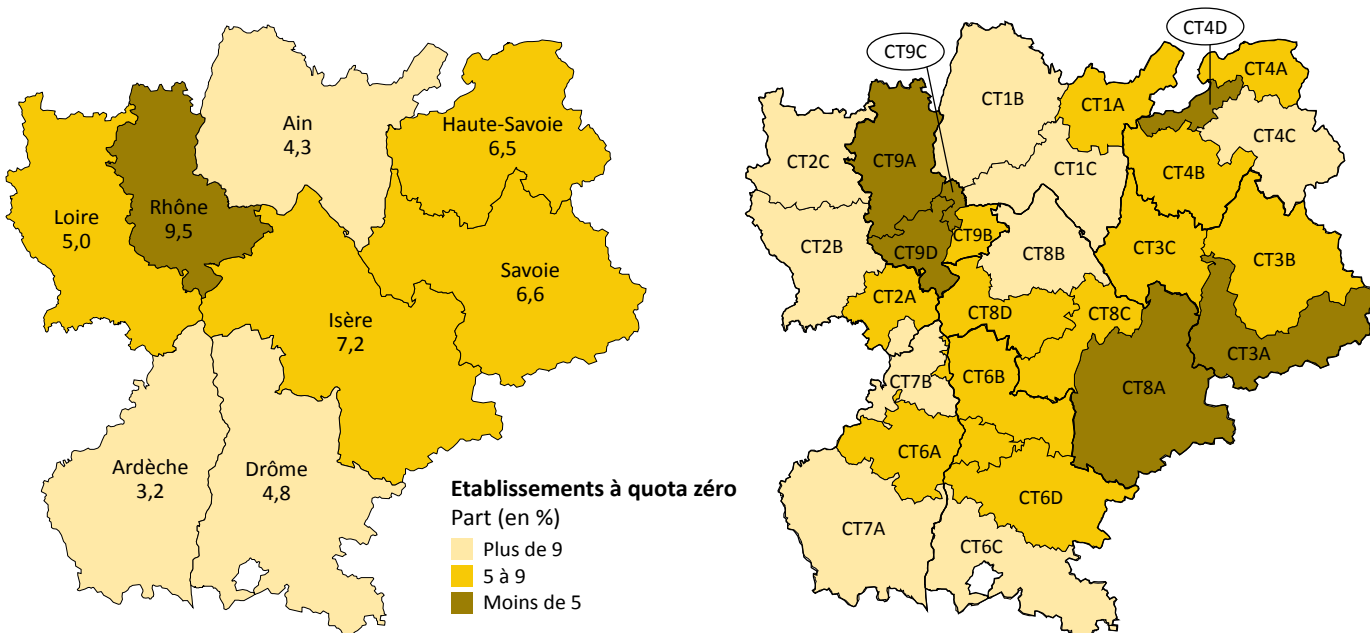 Ain
4,3
Haute-Savoie
6,5
Loire
5,0
Rhône
9,5
Savoie
6,6
Isère
7,2
Ardèche
3,2
Drôme
4,8
Etablissements à quota zéro
Part (en %)
Plus de 9
5 à 9
Moins de 5
CT4D
CT9C
CT4A
CT1B
CT1A
CT4C
CT2C
CT9A
CT1C
CT4B
CT2B
CT9B
CT9D
CT8B
CT3C
CT3B
CT2A
CT8D
CT8C
CT3A
CT7B
CT6B
CT8A
CT6A
CT6D
CT7A
CT6C